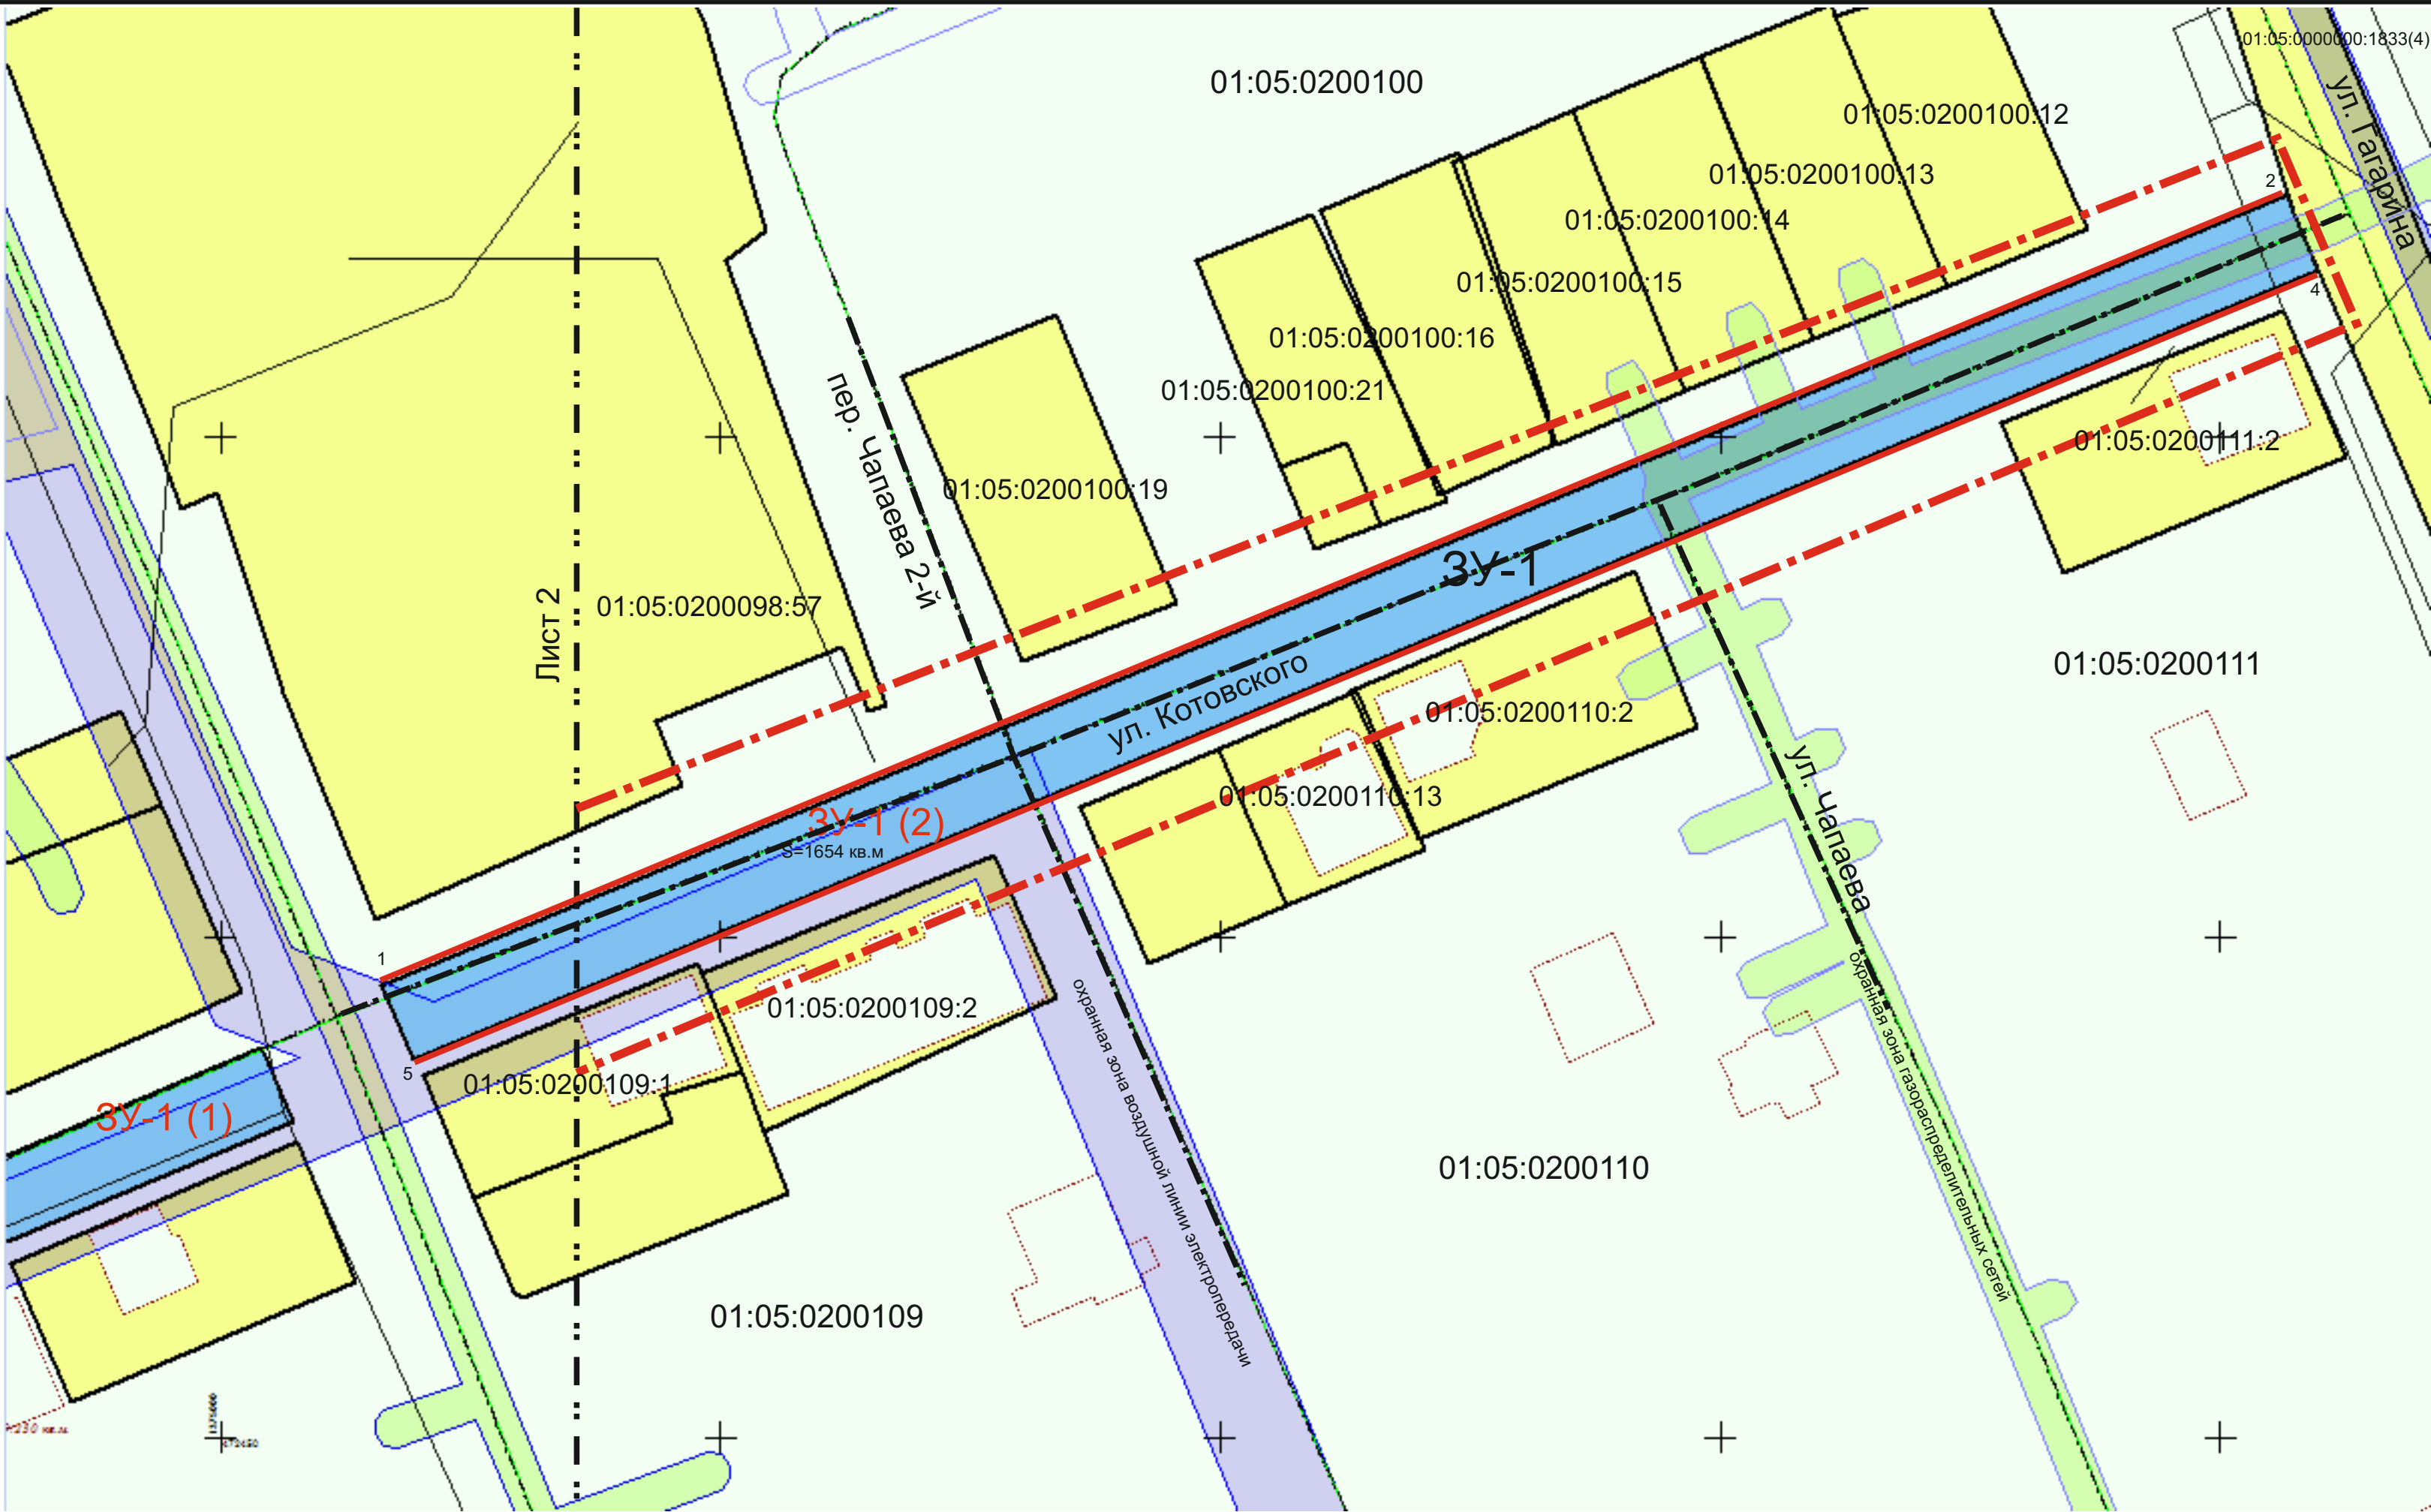 01:05:0000000:1833(4)
01:05:0200100
ул. Гагарина
01:05:0200100:12
01:05:0200100:13
2
01:05:0200100:14
01:05:0200100:15
4
01:05:0200100:16
01:05:0200100:21
пер. Чапаева 2-й
01:05:0200111:2
01:05:0200100:19
ЗУ-1
01:05:0200098:57
Лист 2
01:05:0200111
ул. Котовского
01:05:0200110:2
01:05:0200110:13
ул. Чапаева
ЗУ-1 (2)
S=1654 кв.м
1
01:05:0200109:2
5
01:05:0200109:1
ЗУ-1 (1)
охранная зона воздушной линии электропередачи
охранная зона газораспределительных сетей
01:05:0200110
01:05:0200109